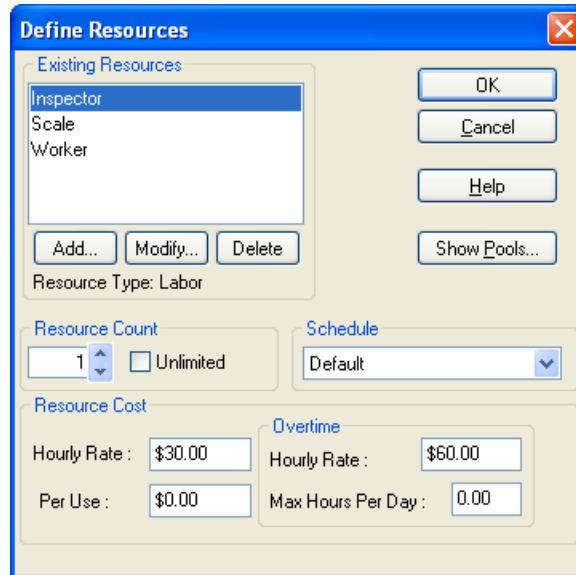 Define Resources
Existing Resources
Inspector
Scale
Worker
Add... Modify... Delete
Resource Type: Labor
OK
Cancel
Help
Show Pools...
Resource Count
1 Unlimited
Schedule
Default
Resource Cost
Hourly Rate : $30.00
Per Use : $0.00
Overtime
Hourly Rate : $60.00
Max Hours Per Day : 0.00